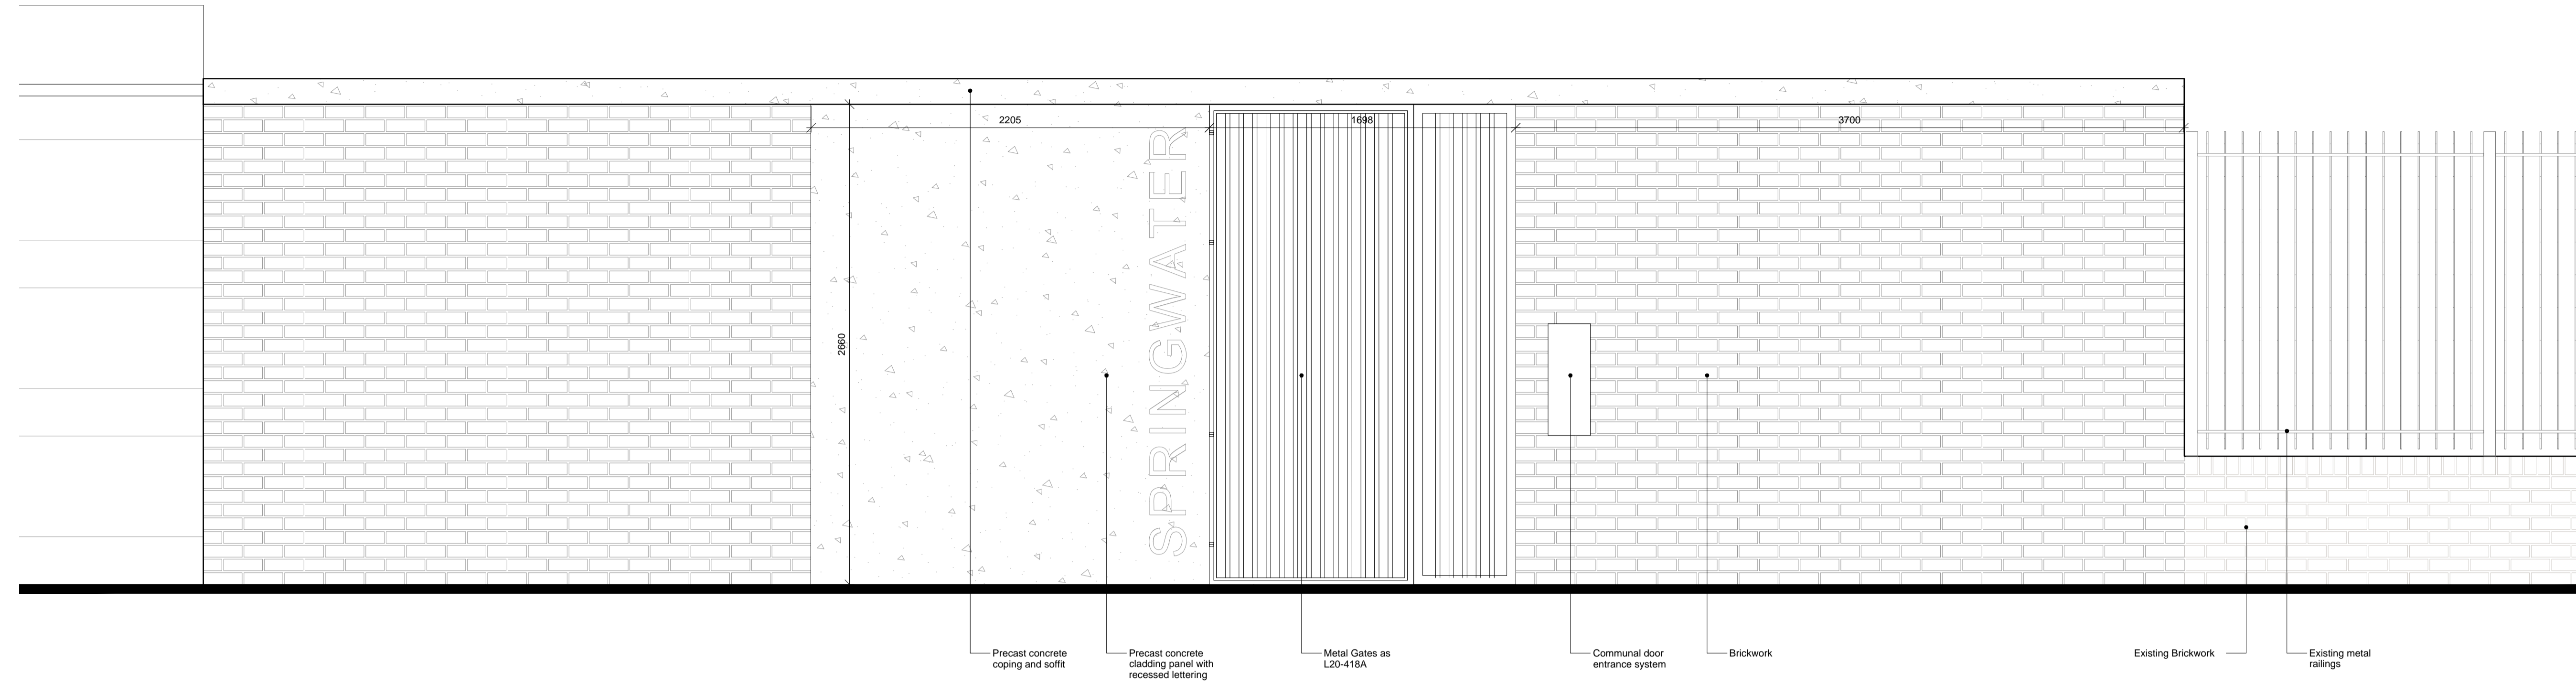 2205
1698
3700
2660
SPRINGWATER
Precast concrete
coping and soffit
Precast concrete
cladding panel with
recessed lettering
Metal Gates as
L20-418A
Communal door
entrance system
Brickwork
Existing Brickwork
Existing metal
railings